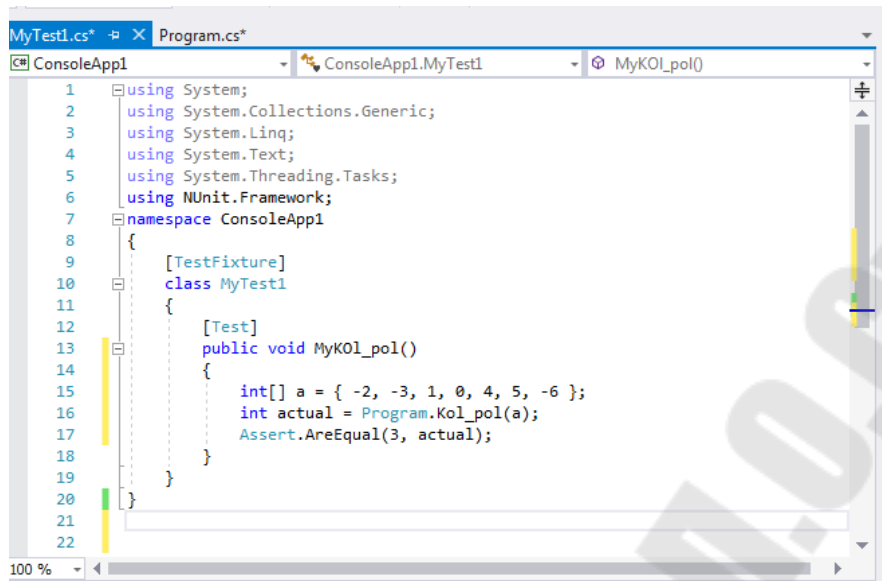 MyTest1.cs* Program.cs*
C# ConsoleApp1 ConsoleApp1.MyTest1 MyKOl_pol()
1 using System;
2 using System.Collections.Generic;
3 using System.Linq;
4 using System.Text;
5 using System.Threading.Tasks;
6 using NUnit.Framework;
7 namespace ConsoleApp1
8 {
9 [TestFixture]
10 class MyTest1
11 {
12 [Test]
13 public void MyKOl_pol()
14 {
15 int[] a = { -2, -3, 1, 0, 4, 5, -6 };
16 int actual = Program.Kol_pol(a);
17 Assert.AreEqual(3, actual);
18 }
19 }
20 }
21
22
100 %